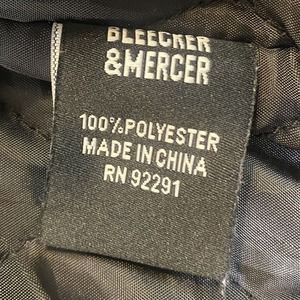 BLEECKER
&MERCER
100%POLYESTER
MADE IN CHINA
RN 92291